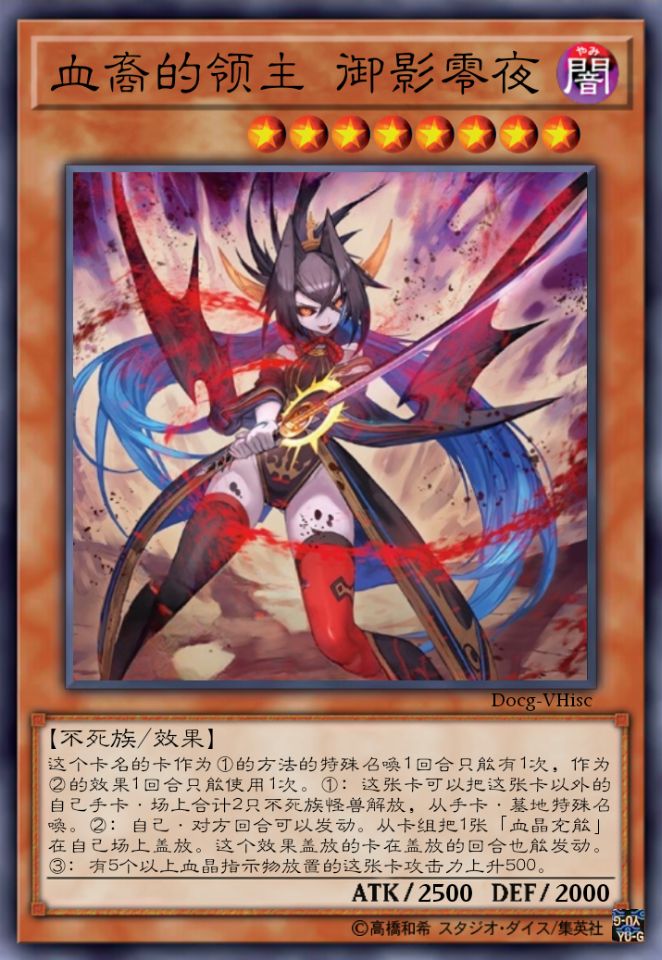 血裔的领主 御影零夜
やみ
闇
Docg-VHisc
【不死族/效果】
这个卡名的卡作为①的方法的特殊召唤1回合只能有1次，作为
②的效果1回合只能使用1次。①：这张卡可以把这张卡以外的
自己手卡·场上合计2只不死族怪兽解放，从手卡·墓地特殊召
唤。②：自己·对方回合可以发动。从卡组把1张「血晶充能」
在自己场上盖放。这个效果盖放的卡在盖放的回合也能发动。
③：有5个以上血晶指示物放置的这张卡攻击力上升500。
ATK/2500 DEF/2000
©高橋和希 スタジオ·ダイス/集英社